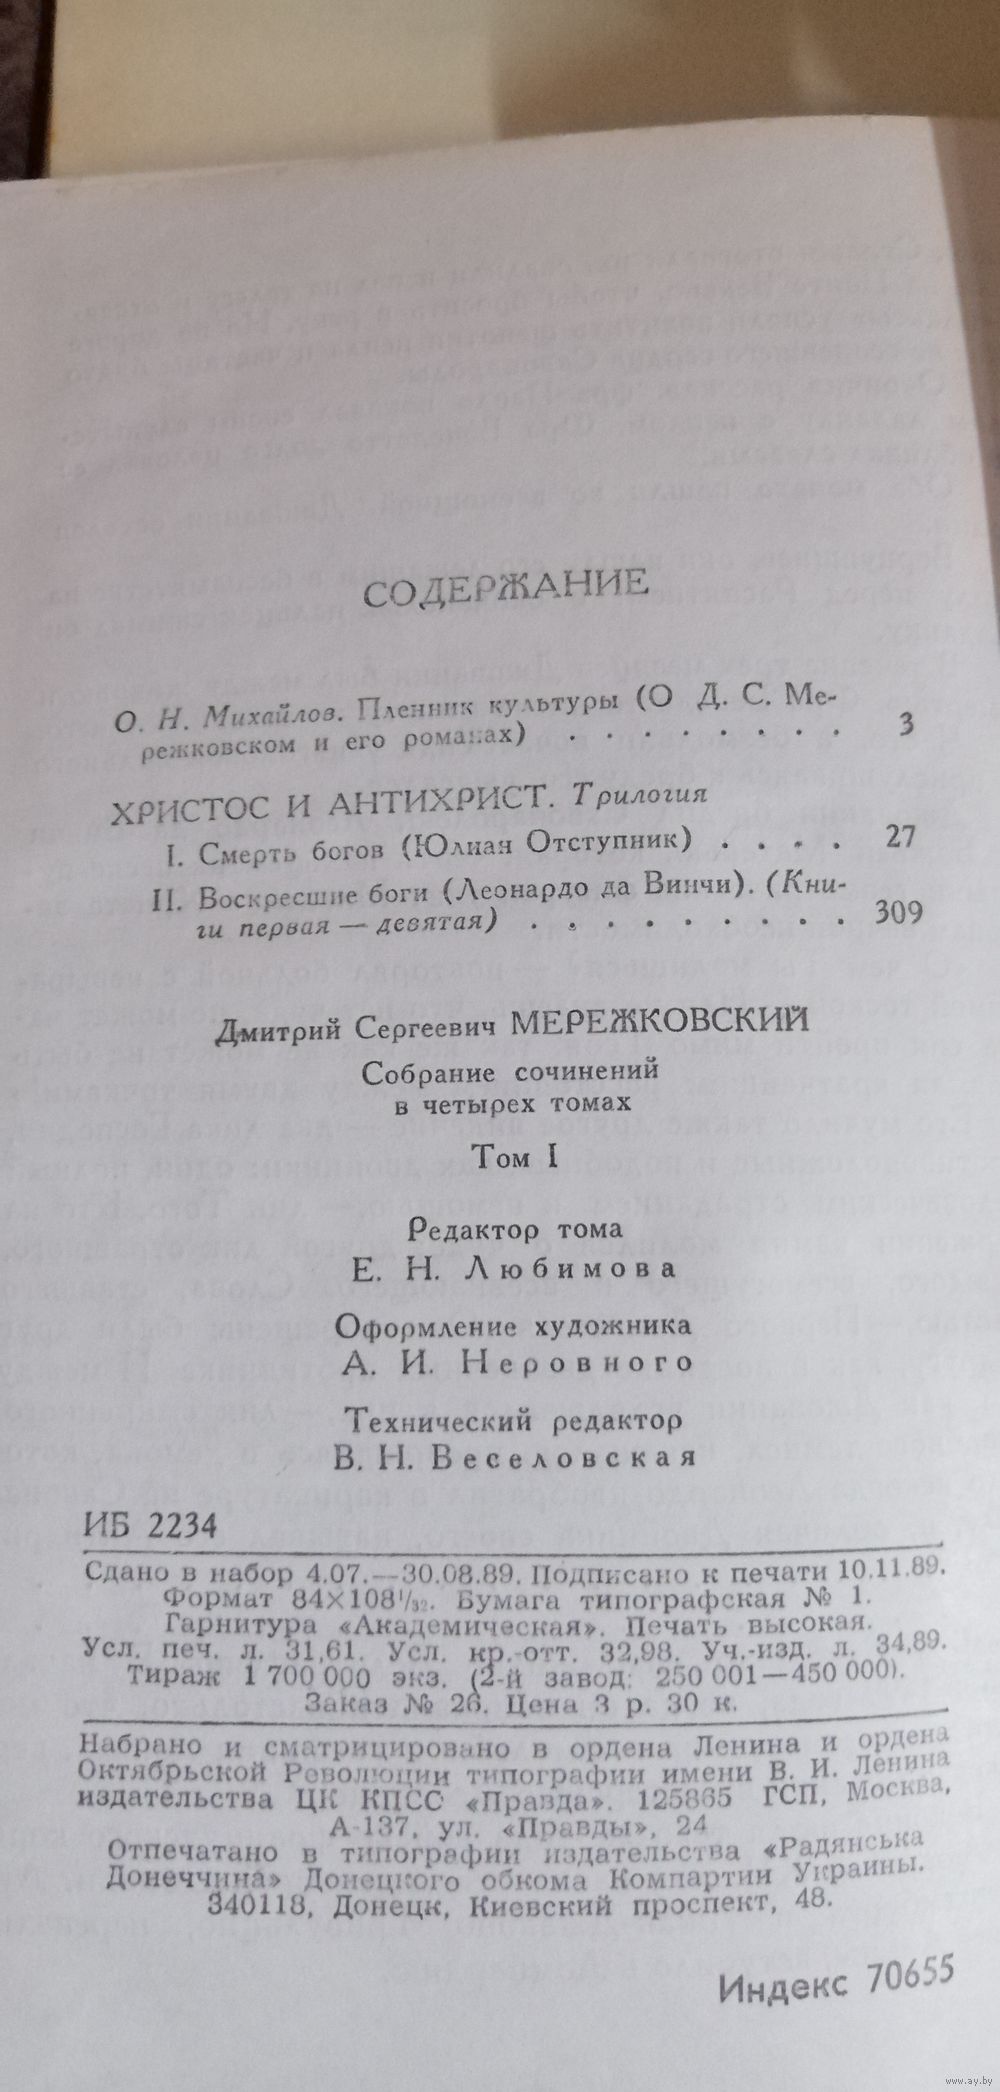 СОДЕРЖАНИЕ
О. Н. Михайлов. Пленник культуры (О Д. С. Ме-
режковском и его романах) . . . . . . . . 3
ХРИСТОС И АНТИХРИСТ. Трилогия
I. Смерть богов (Юлиан Отступник) . . . . 27
II. Воскресшие боги (Леонардо да Винчи). (Кни-
ги первая — девятая) . . . . . . . . . 309
Дмитрий Сергеевич МЕРЕЖКОВСКИЙ
Собрание сочинений
в четырех томах
Том I
Редактор тома
Е. Н. Любимова
Оформление художника
А. И. Неровного
Технический редактор
В. Н. Веселовская
ИБ 2234
Сдано в набор 4.07.—30.08.89. Подписано к печати 10.11.89.
Формат 84×108 1/32. Бумага типографская № 1.
Гарнитура «Академическая». Печать высокая.
Усл. печ. л. 31,61. Усл. кр.-отт. 32,98. Уч.-изд. л. 34,89.
Тираж 1 700 000 экз. (2-й завод: 250 001—450 000).
Заказ № 26. Цена 3 р. 30 к.
Набрано и сматрицировано в ордена Ленина и ордена
Октябрьской Революции типографии имени В. И. Ленина
издательства ЦК КПСС «Правда». 125865 ГСП, Москва,
А-137, ул. «Правды», 24
Отпечатано в типографии издательства «Радянська
Донеччина» Донецкого обкома Компартии Украины.
340118, Донецк, Киевский проспект, 48.
Индекс 70655
www.ay.by